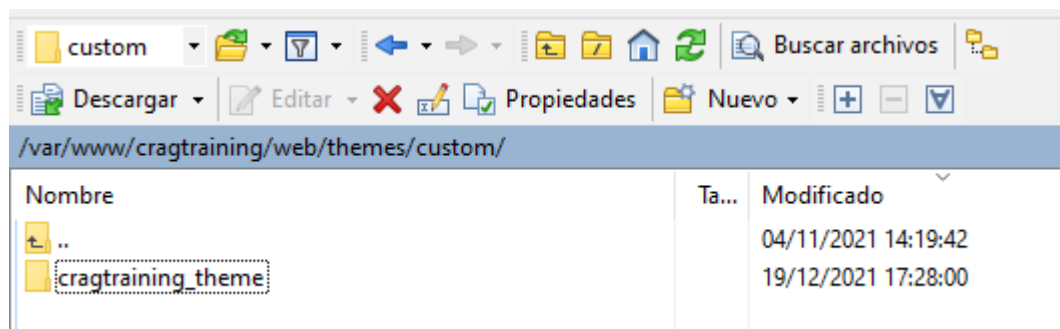 custom
Buscar archivos
Descargar Editar Propiedades Nuevo
/var/www/cragtraining/web/themes/custom/
Nombre Ta... Modificado
.. 04/11/2021 14:19:42
cragtraining_theme 19/12/2021 17:28:00